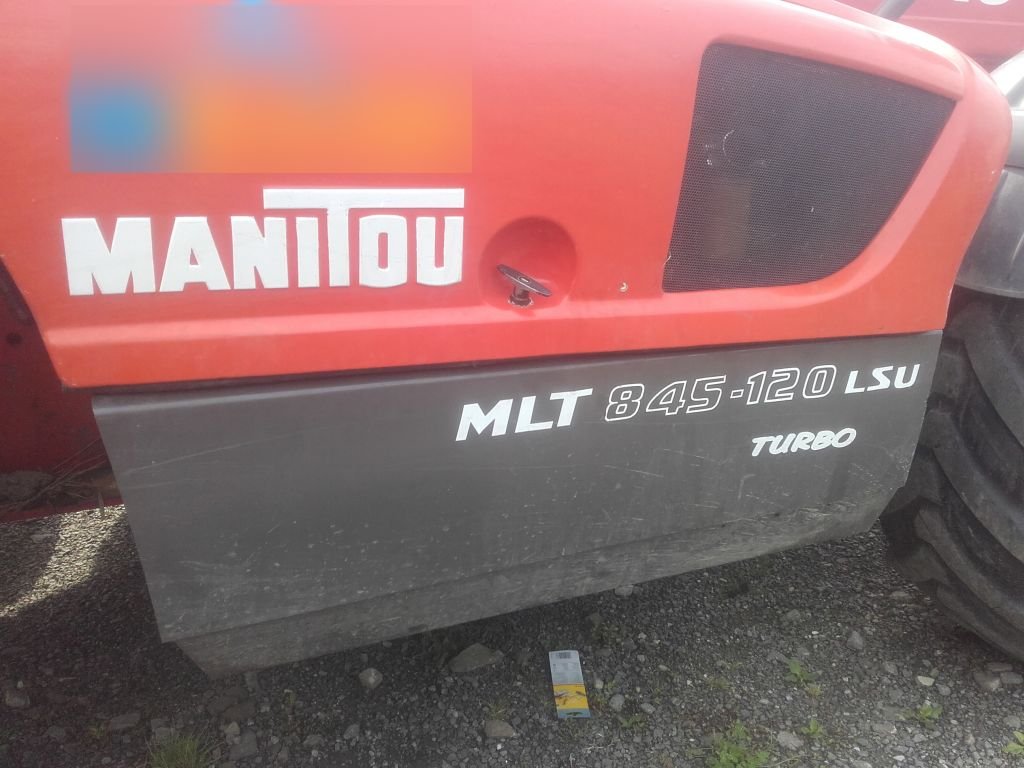 MANITOU
MLT 845-120 LSU
TURBO